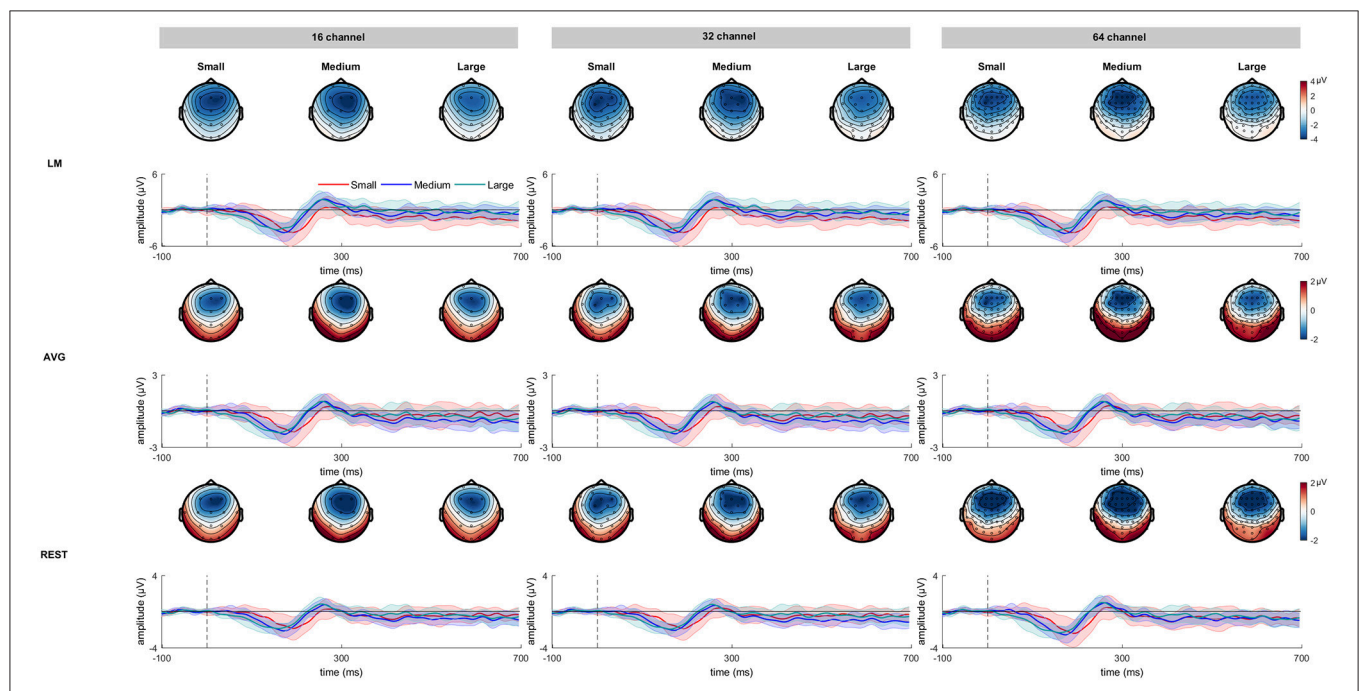 16 channel 32 channel 64 channel
Small Medium Large Small Medium Large Small Medium Large
4 μV
2
0
-2
-4
LM
6 6 6
Small Medium Large
amplitude (μV) amplitude (μV) amplitude (μV)
-6 -6 -6
-100 300 700 -100 300 700 -100 300 700
time (ms) time (ms) time (ms)
2 μV
0
-2
AVG
3 3 3
amplitude (μV) amplitude (μV) amplitude (μV)
-3 -3 -3
-100 300 700 -100 300 700 -100 300 700
time (ms) time (ms) time (ms)
2 μV
0
-2
REST
4 4 4
amplitude (μV) amplitude (μV) amplitude (μV)
-4 -4 -4
-100 300 700 -100 300 700 -100 300 700
time (ms) time (ms) time (ms)